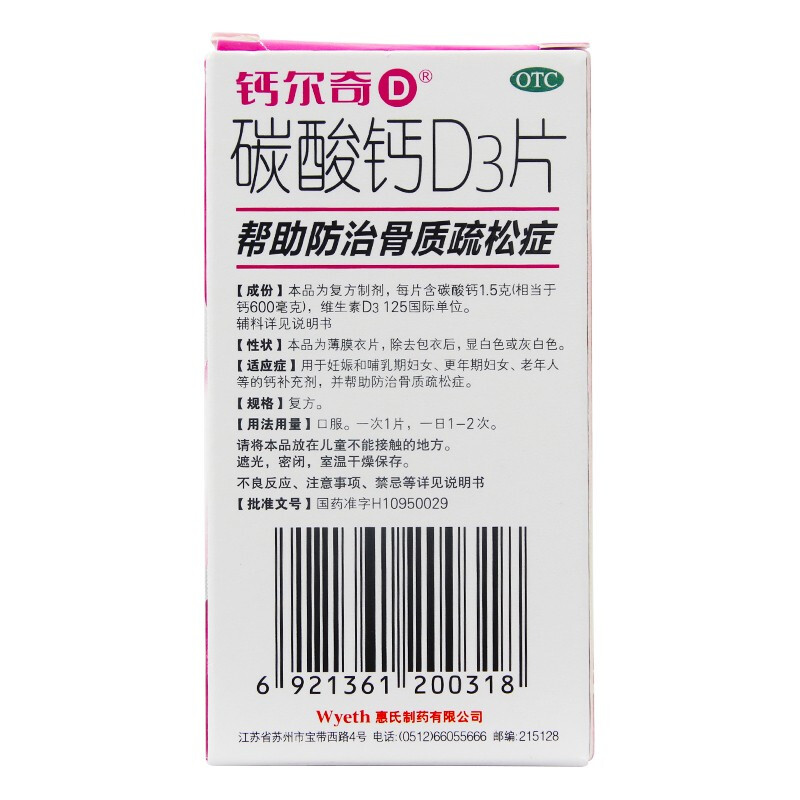 钙尔奇D®
OTC
碳酸钙D3片
帮助防治骨质疏松症
【成份】本品为复方制剂，每片含碳酸钙1.5克(相当于
钙600毫克)，维生素D3 125国际单位。
辅料详见说明书
【性状】本品为薄膜衣片，除去包衣后，显白色或灰白色。
【适应症】用于妊娠和哺乳期妇女、更年期妇女、老年人
等的钙补充剂，并帮助防治骨质疏松症。
【规格】复方。
【用法用量】口服。一次1片，一日1-2次。
请将本品放在儿童不能接触的地方。
遮光，密闭，室温干燥保存。
不良反应、注意事项、禁忌等详见说明书
【批准文号】国药准字H10950029
6 921361 200318
Wyeth 惠氏制药有限公司
江苏省苏州市宝带西路4号 电话:(0512)66055666 邮编:215128